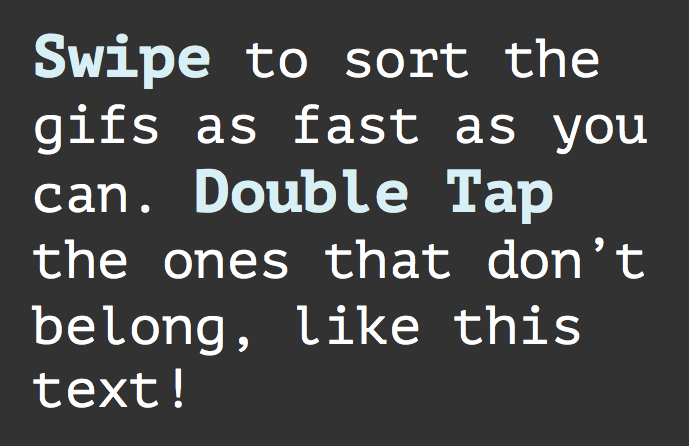 Swipe to sort the
gifs as fast as you
can. Double Tap
the ones that don’t
belong, like this
text!